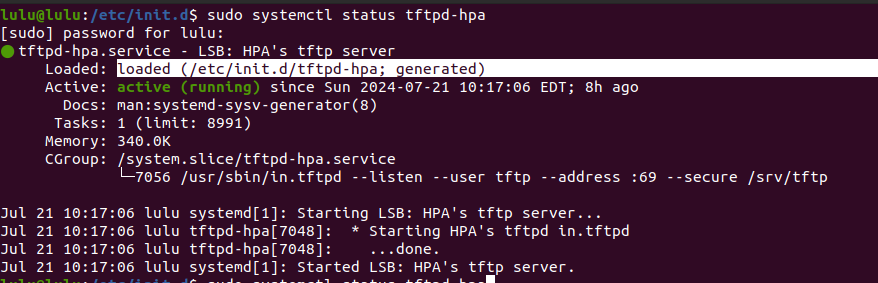 lulu@lulu:/etc/init.d$ sudo systemctl status tftpd-hpa
[sudo] password for lulu:
● tftpd-hpa.service - LSB: HPA's tftp server
Loaded: loaded (/etc/init.d/tftpd-hpa; generated)
Active: active (running) since Sun 2024-07-21 10:17:06 EDT; 8h ago
Docs: man:systemd-sysv-generator(8)
Tasks: 1 (limit: 8991)
Memory: 340.0K
CGroup: /system.slice/tftpd-hpa.service
└─7056 /usr/sbin/in.tftpd --listen --user tftp --address :69 --secure /srv/tftp
Jul 21 10:17:06 lulu systemd[1]: Starting LSB: HPA's tftp server...
Jul 21 10:17:06 lulu tftpd-hpa[7048]:  * Starting HPA's tftpd in.tftpd
Jul 21 10:17:06 lulu tftpd-hpa[7048]:    ...done.
Jul 21 10:17:06 lulu systemd[1]: Started LSB: HPA's tftp server.
lulu@lulu:/etc/init.d$ sudo systemctl status tftpd-hpa